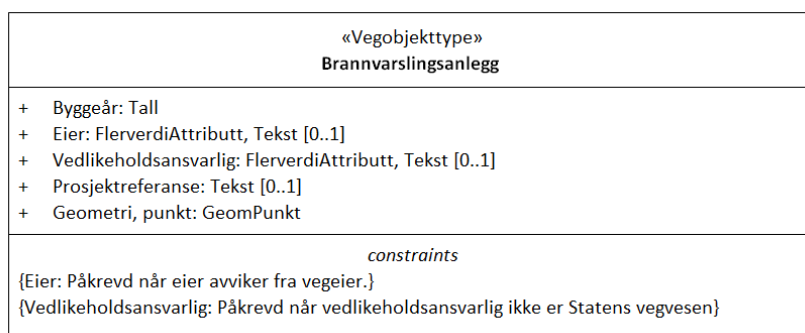 «Vegobjekttype»
Brannvarslingsanlegg
+ Byggeår: Tall
+ Eier: FlerverdiAttributt, Tekst [0..1]
+ Vedlikeholdsansvarlig: FlerverdiAttributt, Tekst [0..1]
+ Prosjektreferanse: Tekst [0..1]
+ Geometri, punkt: GeomPunkt
constraints
{Eier: Påkrevd når eier avviker fra vegeier.}
{Vedlikeholdsansvarlig: Påkrevd når vedlikeholdsansvarlig ikke er Statens vegvesen}